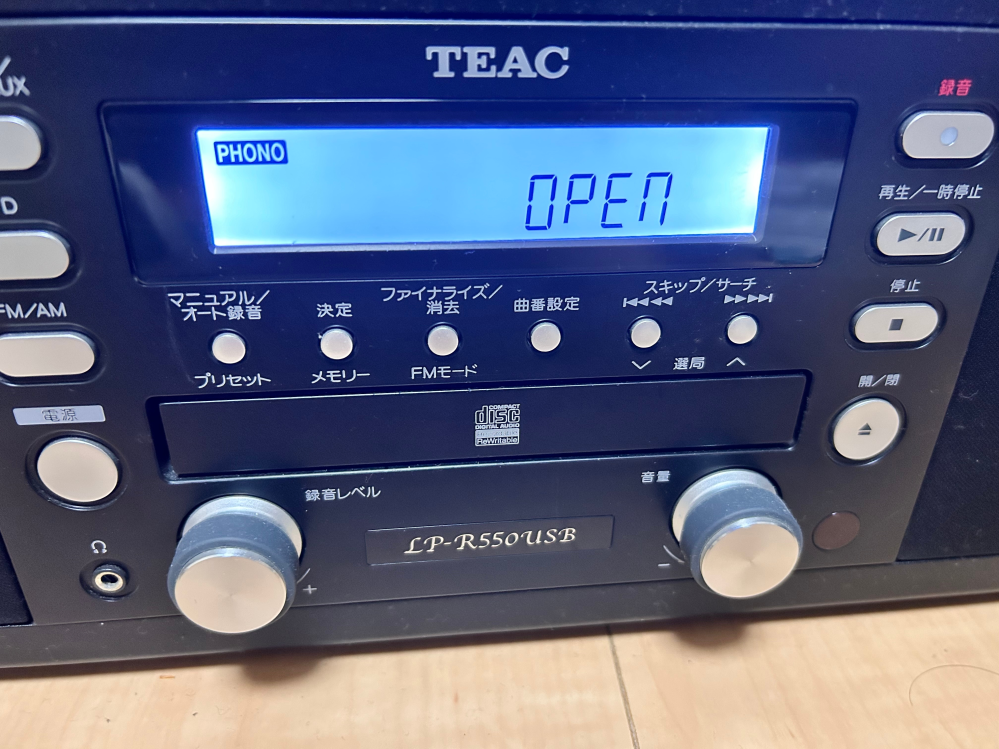 TEAC
UX
録音
PHONO
OPEN
再生/一時停止
D
FM/AM
マニュアル/
オート録音
決定
ファイナライズ/
消去
曲番設定
スキップ/サーチ
停止
プリセット
メモリー
FMモード
選局
開/閉
電源
COMPACT
disc
DIGITAL AUDIO
ReWritable
録音レベル
音量
LP-R550USB
+
-